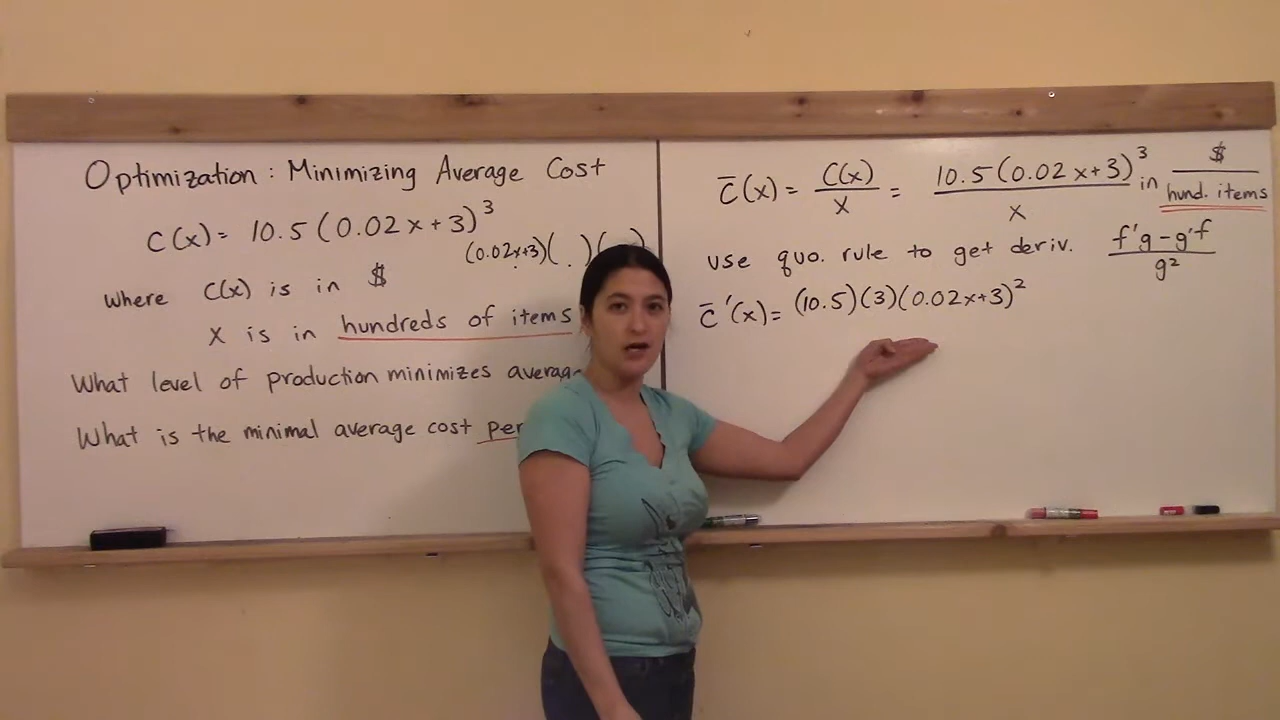 Optimization: Minimizing Average Cost
C(x) = 10.5 (0.02x+3)³
(0.02x+3)( )(
where C(x) is in $
x is in hundreds of items
What level of production minimizes averag
What is the minimal average cost per
C̄(x) = C(x)/x = 10.5(0.02x+3)³/x in $/hund. items
use quo. rule to get deriv. f'g-g'f/g²
C̄'(x) = (10.5)(3)(0.02x+3)²